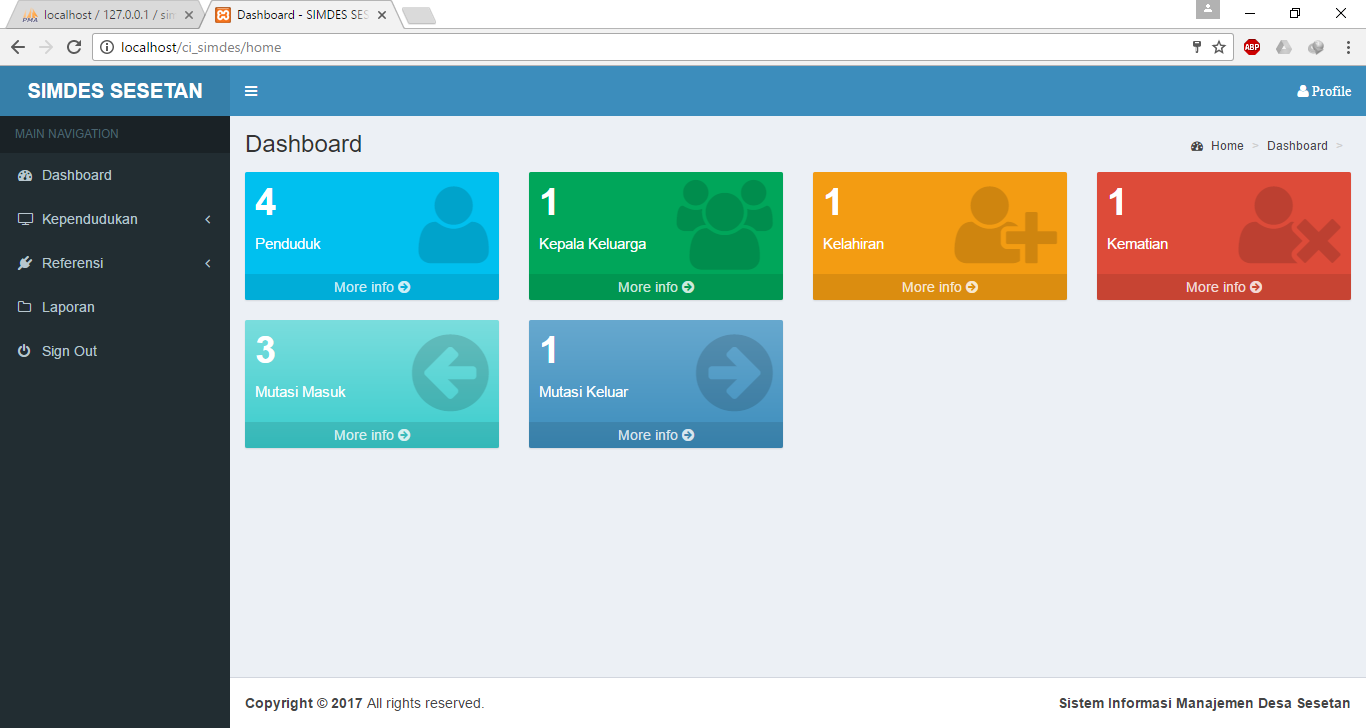 localhost / 127.0.0.1 / sim
Dashboard - SIMDES SES
localhost/ci_simdes/home
ABP
SIMDES SESETAN
Profile
MAIN NAVIGATION
Dashboard
Kependudukan
Referensi
Laporan
Sign Out
Dashboard
Home > Dashboard >
4
Penduduk
More info
1
Kepala Keluarga
More info
1
Kelahiran
More info
1
Kematian
More info
3
Mutasi Masuk
More info
1
Mutasi Keluar
More info
Copyright © 2017 All rights reserved.
Sistem Informasi Manajemen Desa Sesetan